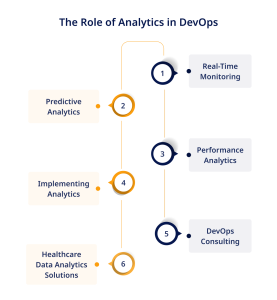 The Role of Analytics in DevOps
1
Real-Time
Monitoring
Predictive
Analytics
2
3
Performance
Analytics
Implementing
Analytics
4
5
DevOps
Consulting
Healthcare
Data Analytics
Solutions
6